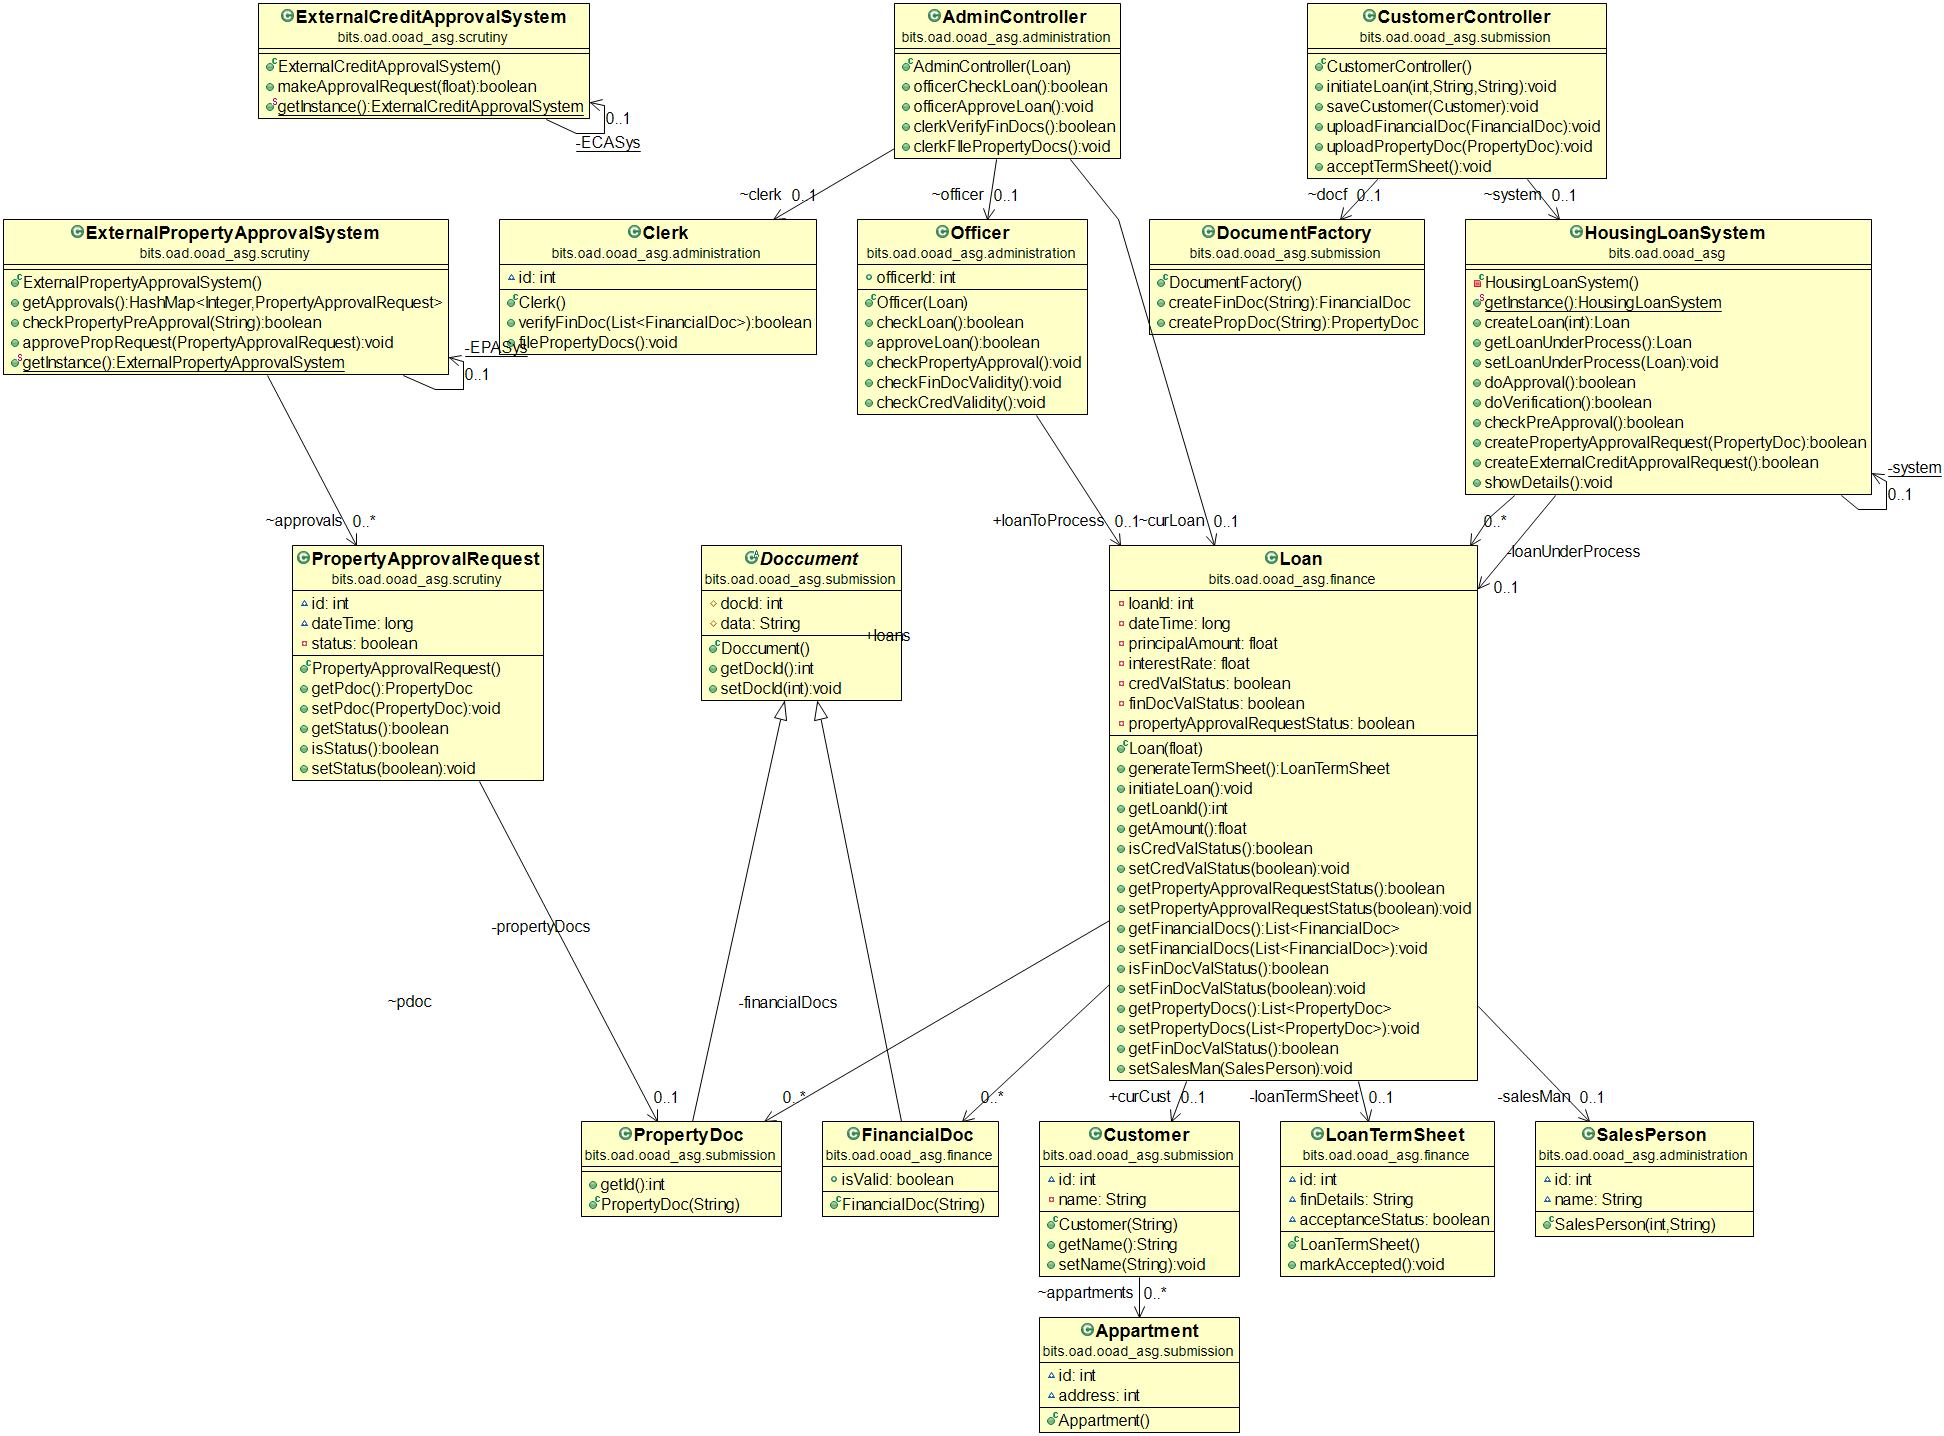 ExternalCreditApprovalSystem
bits.oad.ooad_asg.scrutiny
ExternalCreditApprovalSystem()
makeApprovalRequest(float):boolean
getInstance():ExternalCreditApprovalSystem
0..1
-ECASys
AdminController
bits.oad.ooad_asg.administration
AdminController(Loan)
officerCheckLoan():boolean
officerApproveLoan():void
clerkVerifyFinDocs():boolean
clerkFIlePropertyDocs():void
CustomerController
bits.oad.ooad_asg.submission
CustomerController()
initiateLoan(int,String,String):void
saveCustomer(Customer):void
uploadFinancialDoc(FinancialDoc):void
uploadPropertyDoc(PropertyDoc):void
acceptTermSheet():void
~clerk 0..1
~officer 0..1
~docf 0..1
~system 0..1
ExternalPropertyApprovalSystem
bits.oad.ooad_asg.scrutiny
ExternalPropertyApprovalSystem()
getApprovals():HashMap<Integer,PropertyApprovalRequest>
checkPropertyPreApproval(String):boolean
approvePropRequest(PropertyApprovalRequest):void
getInstance():ExternalPropertyApprovalSystem
-EPASys
0..1
Clerk
bits.oad.ooad_asg.administration
id: int
Clerk()
verifyFinDoc(List<FinancialDoc>):boolean
filePropertyDocs():void
Officer
bits.oad.ooad_asg.administration
officerId: int
Officer(Loan)
checkLoan():boolean
approveLoan():boolean
checkPropertyApproval():void
checkFinDocValidity():void
checkCredValidity():void
DocumentFactory
bits.oad.ooad_asg.submission
DocumentFactory()
createFinDoc(String):FinancialDoc
createPropDoc(String):PropertyDoc
HousingLoanSystem
bits.oad.ooad_asg
HousingLoanSystem()
getInstance():HousingLoanSystem
createLoan(int):Loan
getLoanUnderProcess():Loan
setLoanUnderProcess(Loan):void
doApproval():boolean
doVerification():boolean
checkPreApproval():boolean
createPropertyApprovalRequest(PropertyDoc):boolean
createExternalCreditApprovalRequest():boolean
showDetails():void
-system
0..1
~approvals 0..*
+loanToProcess 0..1
~curLoan 0..1
0..*
-loanUnderProcess
0..1
PropertyApprovalRequest
bits.oad.ooad_asg.scrutiny
id: int
dateTime: long
status: boolean
PropertyApprovalRequest()
getPdoc():PropertyDoc
setPdoc(PropertyDoc):void
getStatus():boolean
isStatus():boolean
setStatus(boolean):void
Doccument
bits.oad.ooad_asg.submission
docId: int
data: String
+loans
Doccument()
getDocId():int
setDocId(int):void
Loan
bits.oad.ooad_asg.finance
loanId: int
dateTime: long
principalAmount: float
interestRate: float
credValStatus: boolean
finDocValStatus: boolean
propertyApprovalRequestStatus: boolean
Loan(float)
generateTermSheet():LoanTermSheet
initiateLoan():void
getLoanId():int
getAmount():float
isCredValStatus():boolean
setCredValStatus(boolean):void
getPropertyApprovalRequestStatus():boolean
setPropertyApprovalRequestStatus(boolean):void
getFinancialDocs():List<FinancialDoc>
setFinancialDocs(List<FinancialDoc>):void
isFinDocValStatus():boolean
setFinDocValStatus(boolean):void
getPropertyDocs():List<PropertyDoc>
setPropertyDocs(List<PropertyDoc>):void
getFinDocValStatus():boolean
setSalesMan(SalesPerson):void
-propertyDocs
~pdoc
-financialDocs
0..1
0..*
0..*
+curCust 0..1
-loanTermSheet 0..1
-salesMan 0..1
PropertyDoc
bits.oad.ooad_asg.submission
getId():int
PropertyDoc(String)
FinancialDoc
bits.oad.ooad_asg.finance
isValid: boolean
FinancialDoc(String)
Customer
bits.oad.ooad_asg.submission
id: int
name: String
Customer(String)
getName():String
setName(String):void
LoanTermSheet
bits.oad.ooad_asg.finance
id: int
finDetails: String
acceptanceStatus: boolean
LoanTermSheet()
markAccepted():void
SalesPerson
bits.oad.ooad_asg.administration
id: int
name: String
SalesPerson(int,String)
~appartments 0..*
Appartment
bits.oad.ooad_asg.submission
id: int
address: int
Appartment()